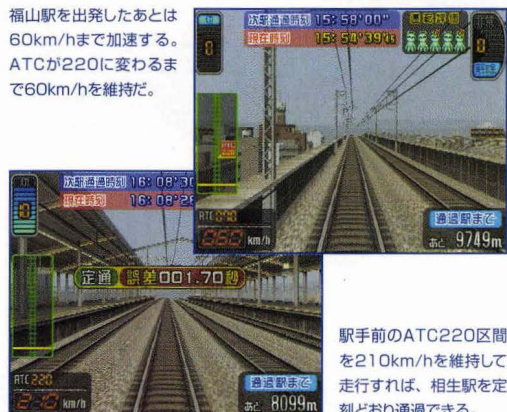 福山駅を出発したあとは
60km/hまで加速する。
ATCが220に変わるま
で60km/hを維持だ。
次駅通過時刻 15:58'00"
現在時刻 15:54'39
0
0
ATC 070
060 km/h
通過駅まで
あと 9749m
次駅通過時刻 16:08'30
現在時刻 16:08'28
0
定通 誤差001.70秒
ATC 220
210 km/h
通過駅まで
あと 8099m
駅手前のATC220区間
を210km/hを維持して
走行すれば、相生駅を定
刻どおり通過できる。